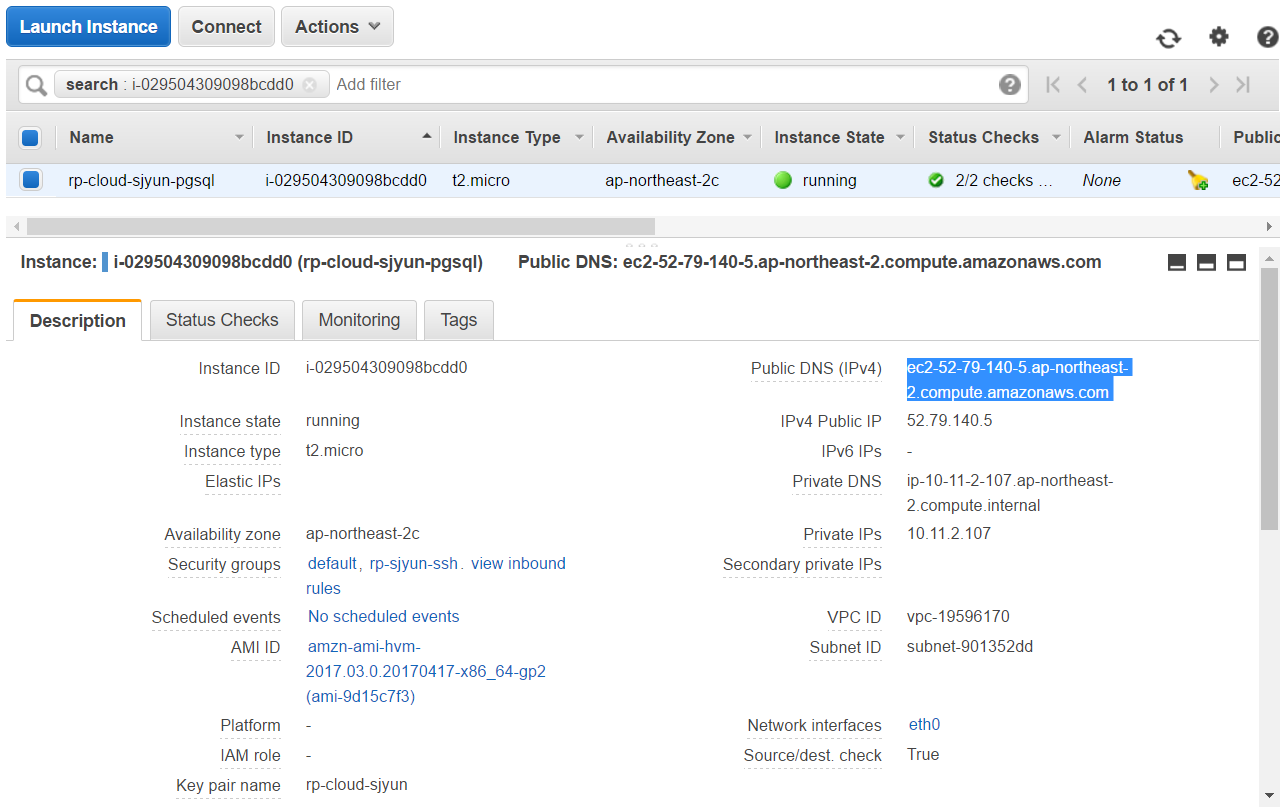 Launch Instance Connect Actions
search : i-029504309098bcdd0 Add filter 1 to 1 of 1
Name Instance ID Instance Type Availability Zone Instance State Status Checks Alarm Status Public
rp-cloud-sjyun-pgsql i-029504309098bcdd0 t2.micro ap-northeast-2c running 2/2 checks ... None ec2-52
Instance: i-029504309098bcdd0 (rp-cloud-sjyun-pgsql) Public DNS: ec2-52-79-140-5.ap-northeast-2.compute.amazonaws.com
Description Status Checks Monitoring Tags
Instance ID i-029504309098bcdd0 Public DNS (IPv4) ec2-52-79-140-5.ap-northeast-
2.compute.amazonaws.com
Instance state running IPv4 Public IP 52.79.140.5
Instance type t2.micro IPv6 IPs -
Elastic IPs Private DNS ip-10-11-2-107.ap-northeast-
2.compute.internal
Availability zone ap-northeast-2c Private IPs 10.11.2.107
Security groups default, rp-sjyun-ssh. view inbound Secondary private IPs
rules
Scheduled events No scheduled events VPC ID vpc-19596170
AMI ID amzn-ami-hvm- Subnet ID subnet-901352dd
2017.03.0.20170417-x86_64-gp2
(ami-9d15c7f3)
Platform - Network interfaces eth0
IAM role - Source/dest. check True
Key pair name rp-cloud-sjyun